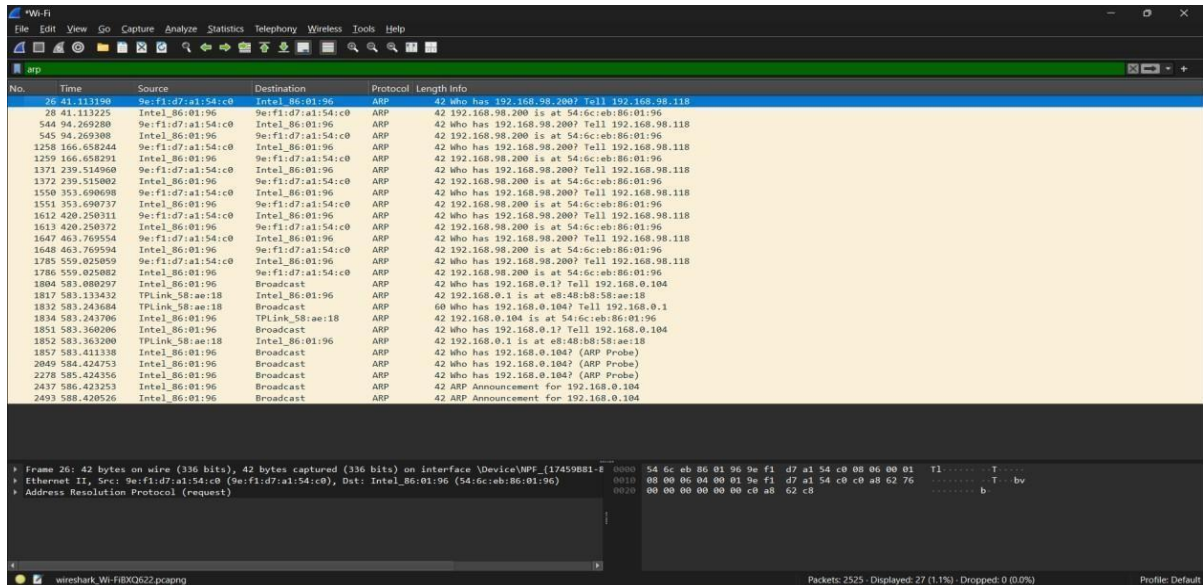 *Wi-Fi
File Edit View Go Capture Analyze Statistics Telephony Wireless Tools Help
arp
No. Time Source Destination Protocol Length Info
26 41.113190 9e:f1:d7:a1:54:c0 Intel_86:01:96 ARP 42 Who has 192.168.98.200? Tell 192.168.98.118
28 41.113225 Intel_86:01:96 9e:f1:d7:a1:54:c0 ARP 42 192.168.98.200 is at 54:6c:eb:86:01:96
544 94.269280 9e:f1:d7:a1:54:c0 Intel_86:01:96 ARP 42 Who has 192.168.98.200? Tell 192.168.98.118
545 94.269308 Intel_86:01:96 9e:f1:d7:a1:54:c0 ARP 42 192.168.98.200 is at 54:6c:eb:86:01:96
1258 166.658244 9e:f1:d7:a1:54:c0 Intel_86:01:96 ARP 42 Who has 192.168.98.200? Tell 192.168.98.118
1259 166.658291 Intel_86:01:96 9e:f1:d7:a1:54:c0 ARP 42 192.168.98.200 is at 54:6c:eb:86:01:96
1371 239.514960 9e:f1:d7:a1:54:c0 Intel_86:01:96 ARP 42 Who has 192.168.98.200? Tell 192.168.98.118
1372 239.515002 Intel_86:01:96 9e:f1:d7:a1:54:c0 ARP 42 192.168.98.200 is at 54:6c:eb:86:01:96
1550 353.690698 9e:f1:d7:a1:54:c0 Intel_86:01:96 ARP 42 Who has 192.168.98.200? Tell 192.168.98.118
1551 353.690737 Intel_86:01:96 9e:f1:d7:a1:54:c0 ARP 42 192.168.98.200 is at 54:6c:eb:86:01:96
1612 420.250311 9e:f1:d7:a1:54:c0 Intel_86:01:96 ARP 42 Who has 192.168.98.200? Tell 192.168.98.118
1613 420.250372 Intel_86:01:96 9e:f1:d7:a1:54:c0 ARP 42 192.168.98.200 is at 54:6c:eb:86:01:96
1647 463.769554 9e:f1:d7:a1:54:c0 Intel_86:01:96 ARP 42 Who has 192.168.98.200? Tell 192.168.98.118
1648 463.769594 Intel_86:01:96 9e:f1:d7:a1:54:c0 ARP 42 192.168.98.200 is at 54:6c:eb:86:01:96
1785 559.025059 9e:f1:d7:a1:54:c0 Intel_86:01:96 ARP 42 Who has 192.168.98.200? Tell 192.168.98.118
1786 559.025082 Intel_86:01:96 9e:f1:d7:a1:54:c0 ARP 42 192.168.98.200 is at 54:6c:eb:86:01:96
1804 583.080297 Intel_86:01:96 Broadcast ARP 42 Who has 192.168.0.1? Tell 192.168.0.104
1817 583.133432 TPLink_58:ae:18 Intel_86:01:96 ARP 42 192.168.0.1 is at e8:48:b8:58:ae:18
1832 583.243684 TPLink_58:ae:18 Broadcast ARP 60 Who has 192.168.0.104? Tell 192.168.0.1
1834 583.243706 Intel_86:01:96 TPLink_58:ae:18 ARP 42 192.168.0.104 is at 54:6c:eb:86:01:96
1851 583.360206 Intel_86:01:96 Broadcast ARP 42 Who has 192.168.0.1? Tell 192.168.0.104
1852 583.363200 TPLink_58:ae:18 Intel_86:01:96 ARP 42 192.168.0.1 is at e8:48:b8:58:ae:18
1857 583.411338 Intel_86:01:96 Broadcast ARP 42 Who has 192.168.0.104? (ARP Probe)
2049 584.424753 Intel_86:01:96 Broadcast ARP 42 Who has 192.168.0.104? (ARP Probe)
2278 585.424356 Intel_86:01:96 Broadcast ARP 42 Who has 192.168.0.104? (ARP Probe)
2437 586.423253 Intel_86:01:96 Broadcast ARP 42 ARP Announcement for 192.168.0.104
2493 588.420526 Intel_86:01:96 Broadcast ARP 42 ARP Announcement for 192.168.0.104
Frame 26: 42 bytes on wire (336 bits), 42 bytes captured (336 bits) on interface \Device\NPF_{17459B81-8
Ethernet II, Src: 9e:f1:d7:a1:54:c0 (9e:f1:d7:a1:54:c0), Dst: Intel_86:01:96 (54:6c:eb:86:01:96)
Address Resolution Protocol (request)
0000 54 6c eb 86 01 96 9e f1 d7 a1 54 c0 08 06 00 01 Tl······ ··T·····
0010 08 00 06 04 00 01 9e f1 d7 a1 54 c0 c0 a8 62 76 ········ ··T···bv
0020 00 00 00 00 00 00 c0 a8 62 c8 ········ b·
wireshark_Wi-FiBXQ622.pcapng
Packets: 2525 · Displayed: 27 (1.1%) · Dropped: 0 (0.0%)
Profile: Default